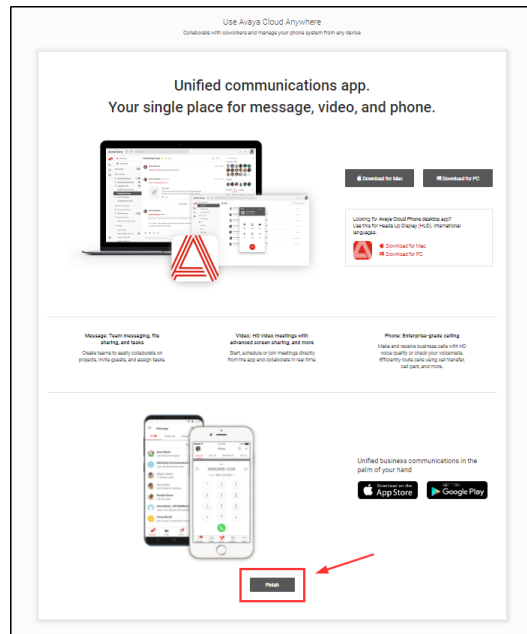 Use Avaya Cloud Anywhere
Collaborate with coworkers and manage your phone system from any device
Unified communications app.
Your single place for message, video, and phone.
Download for Mac
Download for PC
Looking for Avaya Cloud Phone desktop app?
Use this for Heads Up Display (HUD), international
languages.
Download for Mac
Download for PC
Message: Team messaging, file
sharing, and tasks
Create teams to easily collaborate on
projects, invite guests, and assign tasks.
Video: HD video meetings with
advanced screen sharing, and more
Start, schedule or join meetings directly
from the app and collaborate in real time.
Phone: Enterprise-grade calling
Make and receive business calls with HD
voice quality or check your voicemails.
Efficiently route calls using call transfer,
call park, and more.
Message
Phone
Unified business communications in the
palm of your hand
Download on the
App Store
GET IT ON
Google Play
Finish